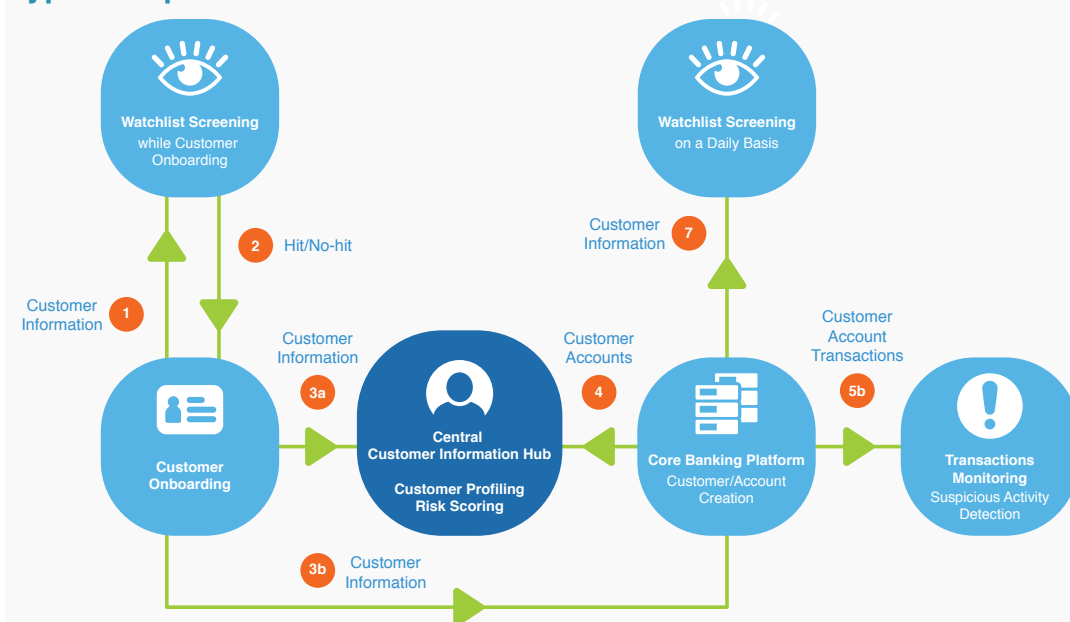 Watchlist Screening
while Customer
Onboarding
Watchlist Screening
on a Daily Basis
2 Hit/No-hit
Customer
Information
7
Customer
Information
1
Customer
Information
3a
Customer
Accounts
4
Customer
Account
Transactions
5b
Customer
Onboarding
Central
Customer Information Hub
Customer Profiling
Risk Scoring
Core Banking Platform
Customer/Account
Creation
Transactions
Monitoring
Suspicious Activity
Detection
3b
Customer
Information